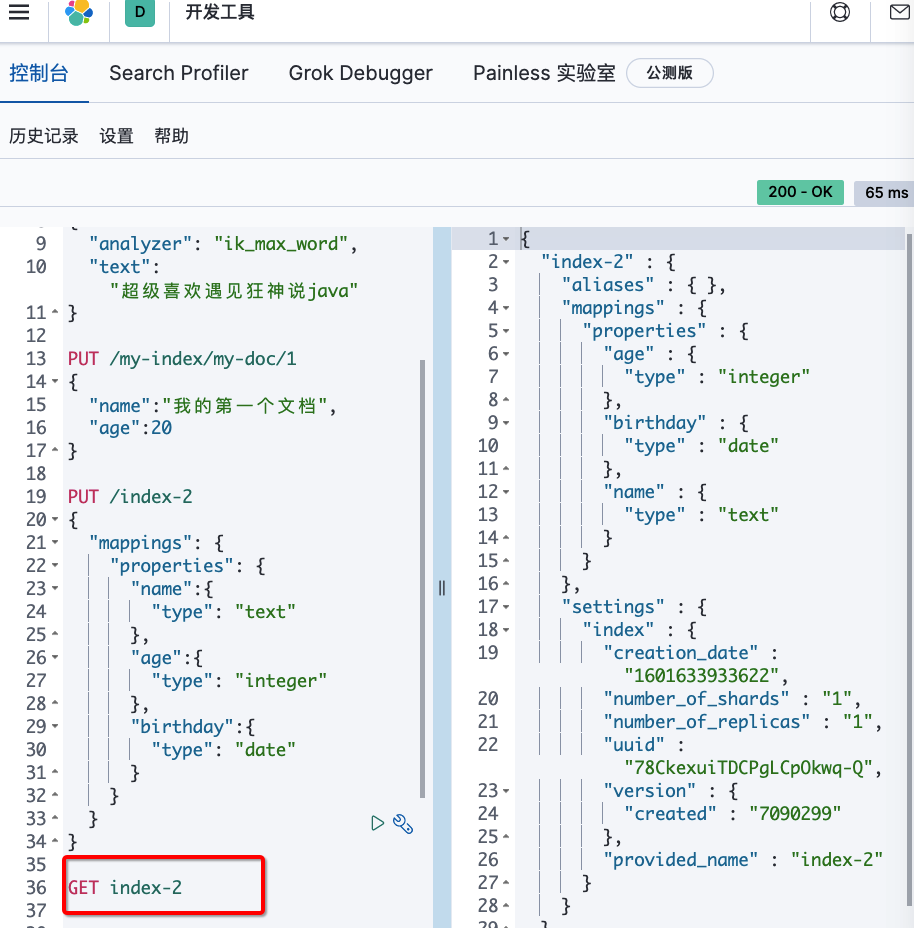 D 开发工具
控制台 Search Profiler Grok Debugger Painless 实验室 公测版
历史记录 设置 帮助
200 - OK 65 ms
{
9 "analyzer": "ik_max_word",
10 "text":
"超级喜欢遇见狂神说java"
11 }
12
13 PUT /my-index/my-doc/1
14 {
15 "name":"我的第一个文档",
16 "age":20
17 }
18
19 PUT /index-2
20 {
21 "mappings": {
22 "properties": {
23 "name":{
24 "type": "text"
25 },
26 "age":{
27 "type": "integer"
28 },
29 "birthday":{
30 "type": "date"
31 }
32 }
33 }
34 }
35
36 GET index-2
37
1 {
2 "index-2" : {
3 "aliases" : { },
4 "mappings" : {
5 "properties" : {
6 "age" : {
7 "type" : "integer"
8 },
9 "birthday" : {
10 "type" : "date"
11 },
12 "name" : {
13 "type" : "text"
14 }
15 }
16 },
17 "settings" : {
18 "index" : {
19 "creation_date" :
"1601633933622",
20 "number_of_shards" : "1",
21 "number_of_replicas" : "1",
22 "uuid" :
"78CkexuiTDCPgLCpOkwq-Q",
23 "version" : {
24 "created" : "7090299"
25 },
26 "provided_name" : "index-2"
27 }
28 }
29 }